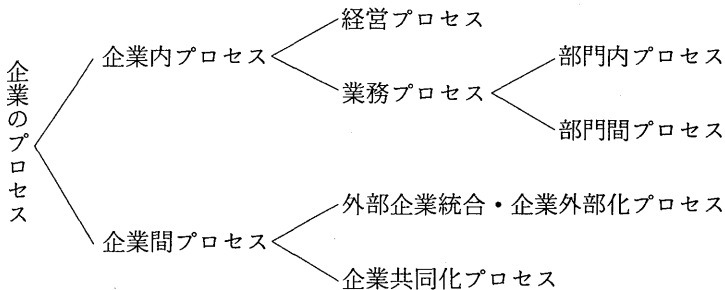 企業のプロセス
企業内プロセス
経営プロセス
業務プロセス
部門内プロセス
部門間プロセス
企業間プロセス
外部企業統合・企業外部化プロセス
企業共同化プロセス